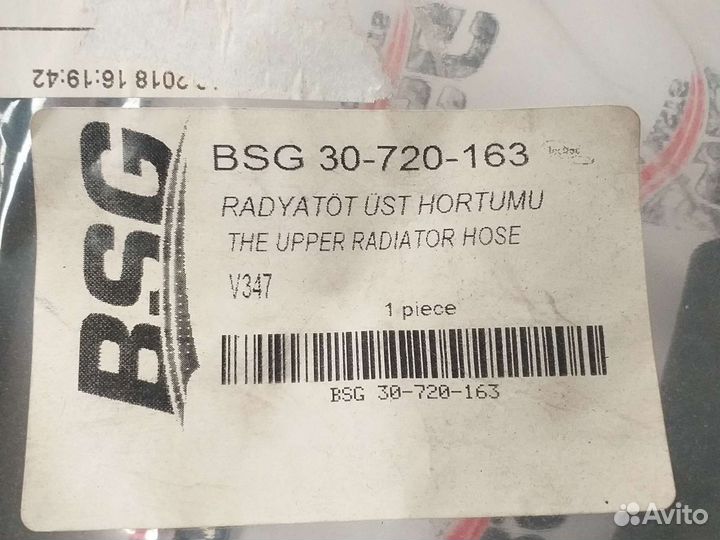 2018 16:19:42
BSG
BSG 30-720-163
RADYATÖT ÜST HORTUMU
THE UPPER RADIATOR HOSE
V347
1 piece
BSG 30-720-163
Avito